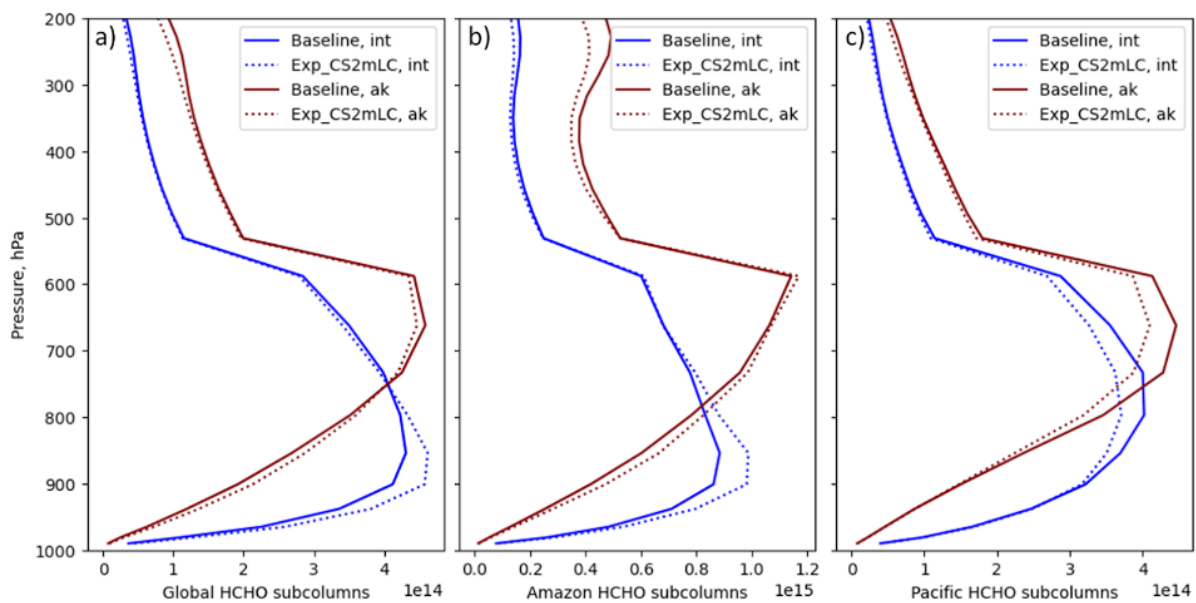 a)
Baseline, int
Exp_CS2mLC, int
Baseline, ak
Exp_CS2mLC, ak
b)
Baseline, int
Exp_CS2mLC, int
Baseline, ak
Exp_CS2mLC, ak
c)
Baseline, int
Exp_CS2mLC, int
Baseline, ak
Exp_CS2mLC, ak
Pressure, hPa
200
300
400
500
600
700
800
900
1000
0 1 2 3 4
1e14
Global HCHO subcolumns
0.0 0.2 0.4 0.6 0.8 1.0 1.2
1e15
Amazon HCHO subcolumns
0 1 2 3 4
1e14
Pacific HCHO subcolumns